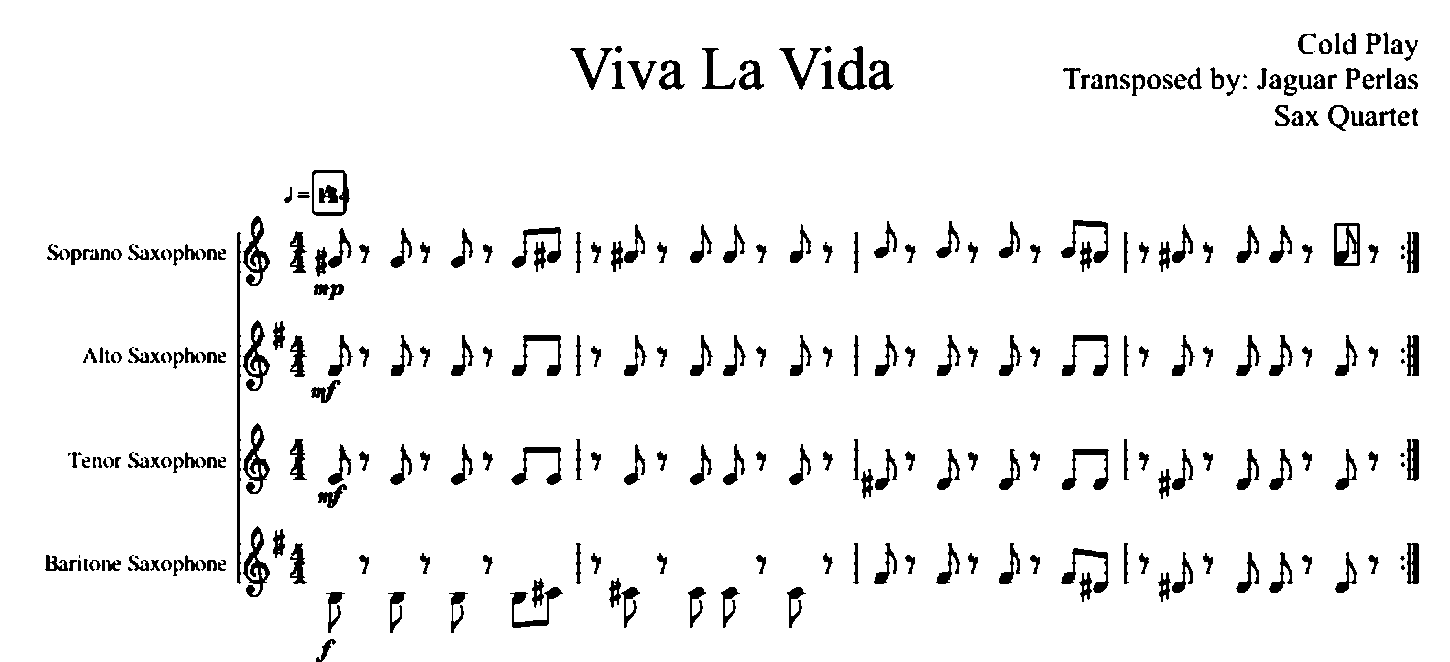 Viva La Vida
Cold Play
Transposed by: Jaguar Perlas
Sax Quartet
Soprano Saxophone
mp
Alto Saxophone
mf
Tenor Saxophone
mf
Baritone Saxophone
f